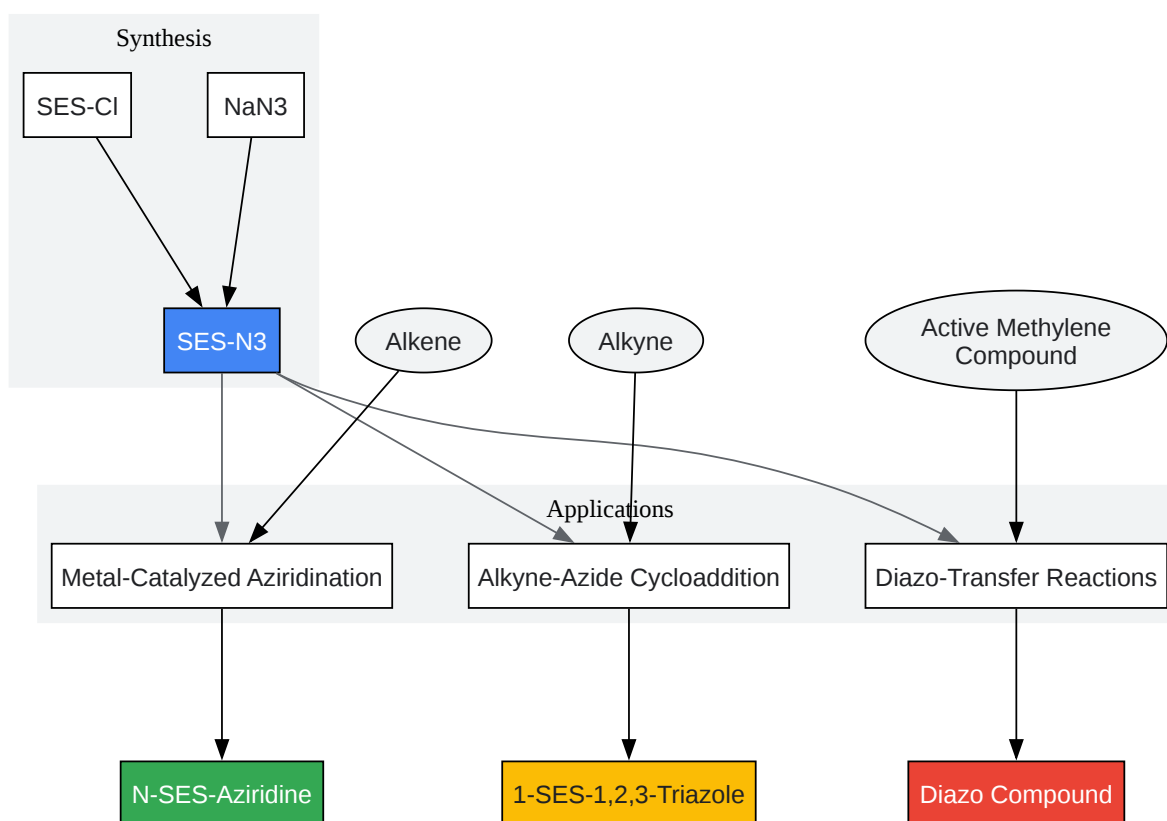 Synthesis
SES-Cl
NaN3
SES-N3
Alkene
Alkyne
Active Methylene
Compound
Applications
Metal-Catalyzed Aziridination
Alkyne-Azide Cycloaddition
Diazo-Transfer Reactions
N-SES-Aziridine
1-SES-1,2,3-Triazole
Diazo Compound